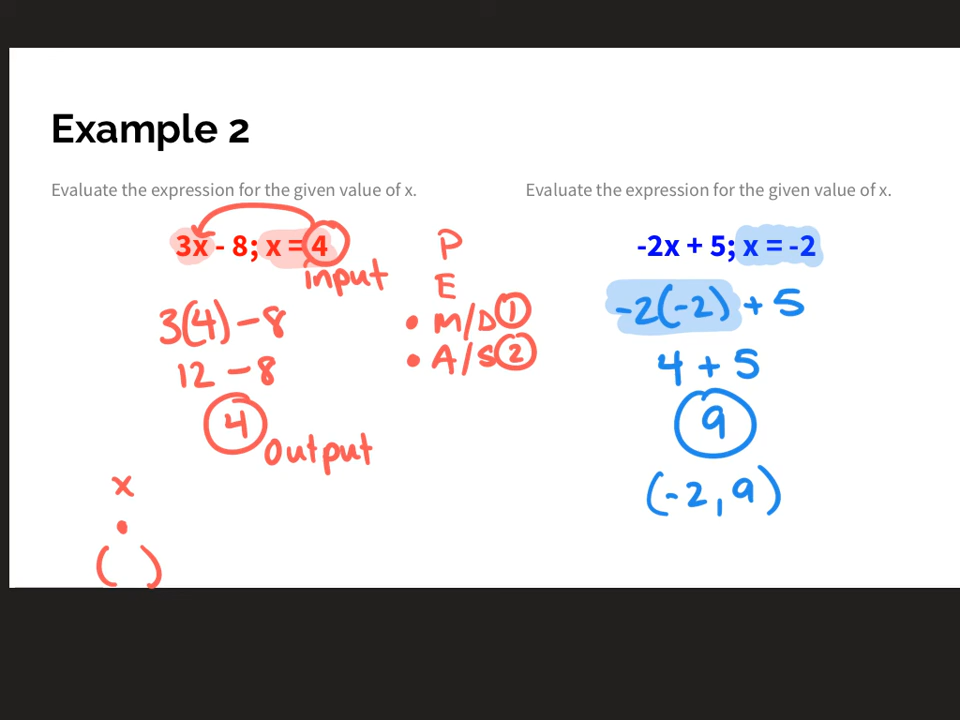 Example 2
Evaluate the expression for the given value of x.
3x - 8; x = 4
input
3(4) - 8
12 - 8
4
output
x
•
( )
P
E
• M/D ①
• A/S ②
Evaluate the expression for the given value of x.
-2x + 5; x = -2
-2(-2) + 5
4 + 5
9
(-2, 9)